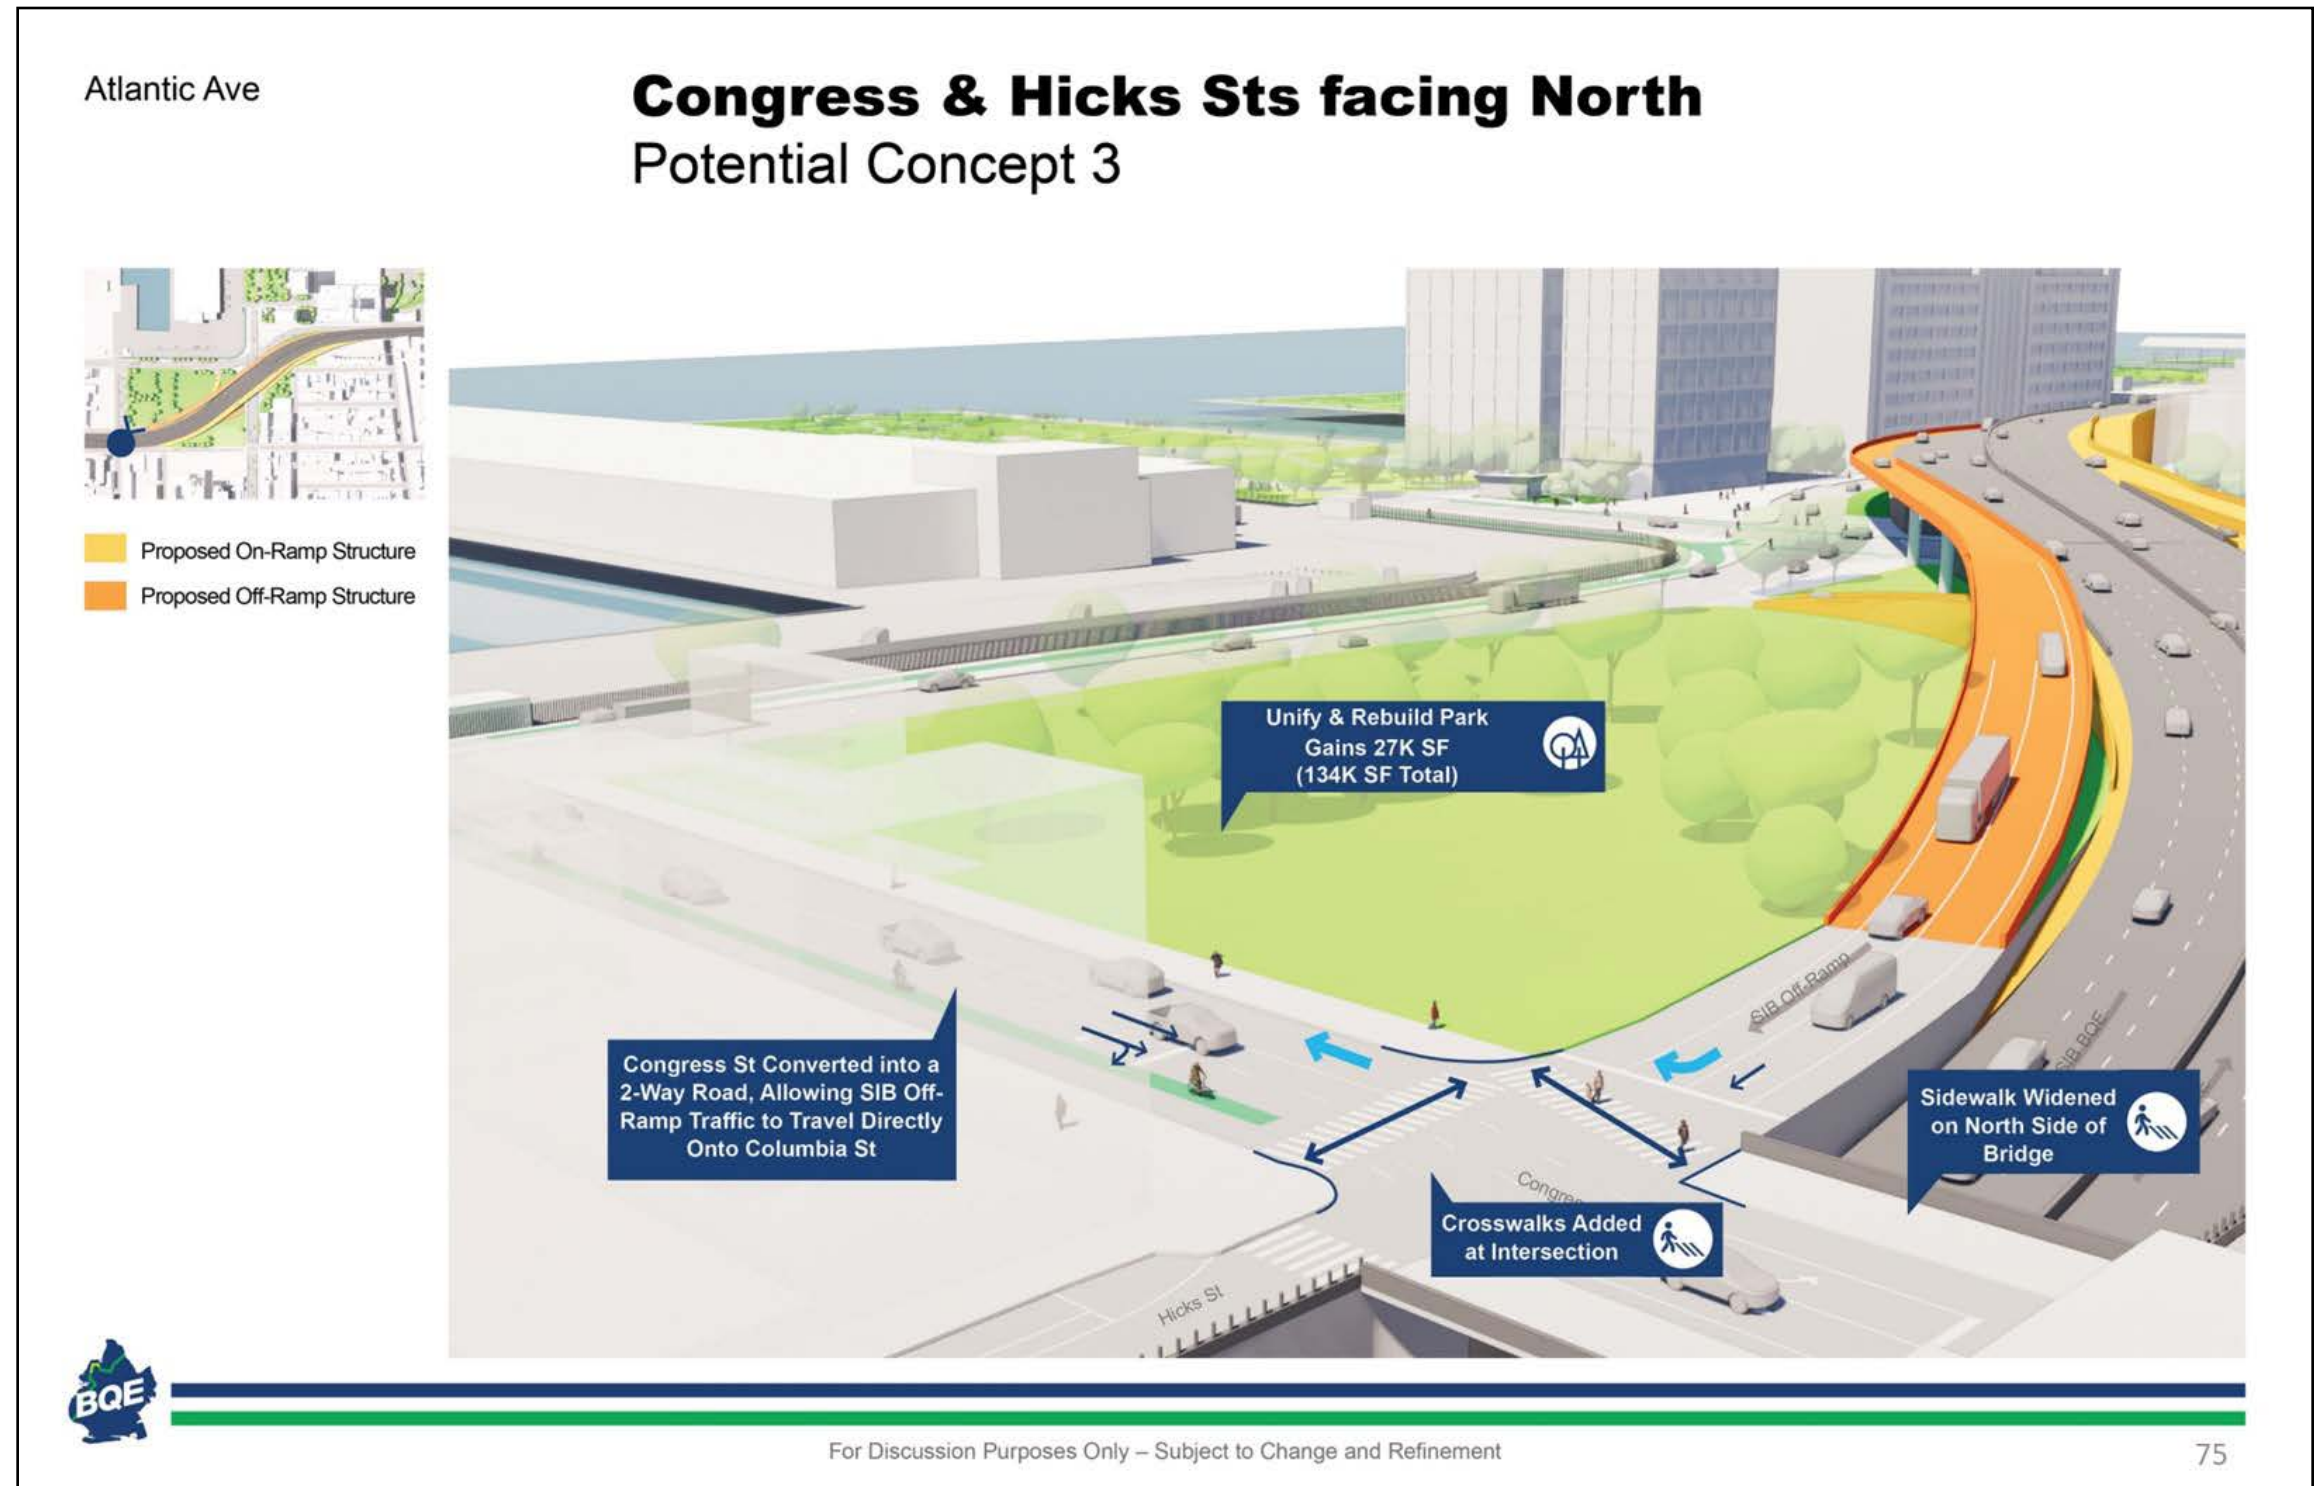 Atlantic Ave
Congress & Hicks Sts facing North
Potential Concept 3
Proposed On-Ramp Structure
Proposed Off-Ramp Structure
Unify & Rebuild Park
Gains 27K SF
(134K SF Total)
SIB Off-Ramp
SIB BQE
Congress St Converted into a
2-Way Road, Allowing SIB Off-
Ramp Traffic to Travel Directly
Onto Columbia St
Sidewalk Widened
on North Side of
Bridge
Congre
Crosswalks Added
at Intersection
Hicks St
BQE
For Discussion Purposes Only – Subject to Change and Refinement
75